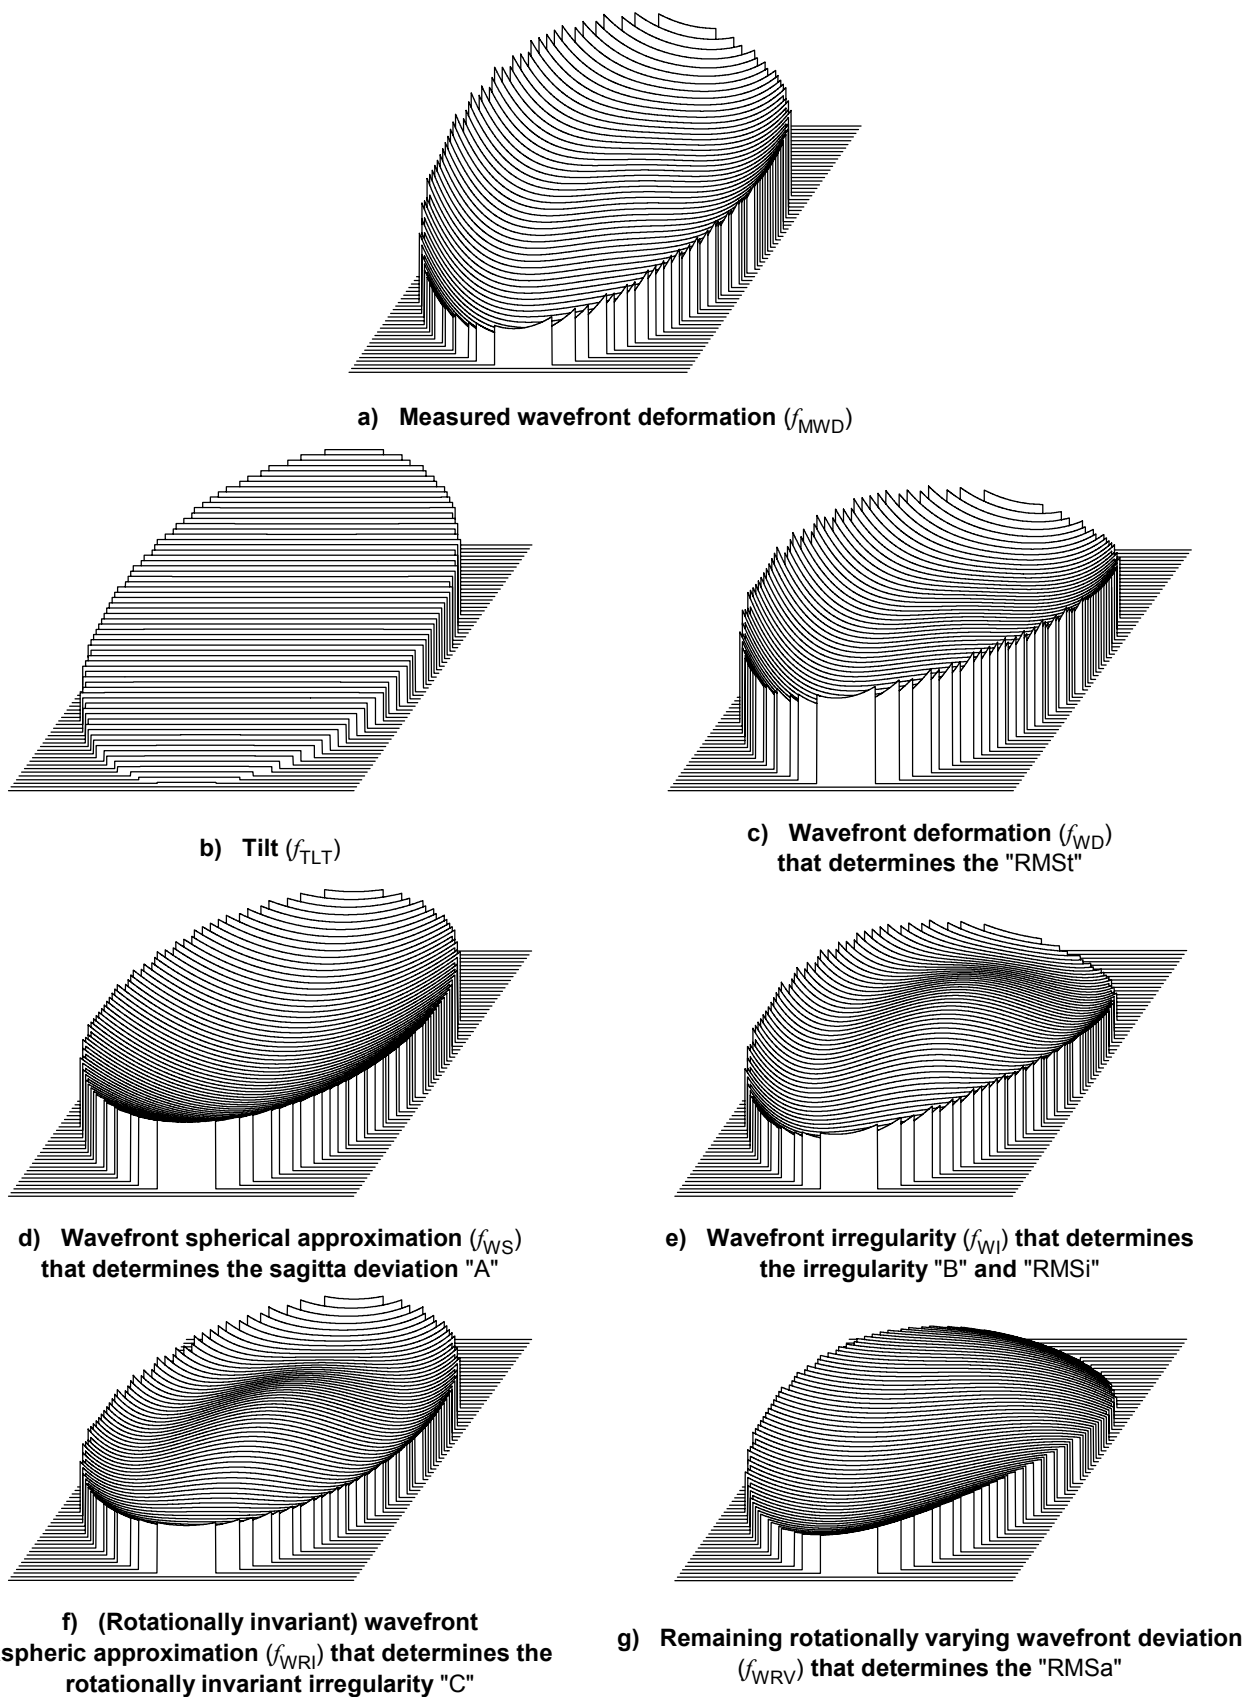 a) Measured wavefront deformation (fMWD)
b) Tilt (fTLT)
c) Wavefront deformation (fWD)
that determines the "RMSt"
d) Wavefront spherical approximation (fWS)
that determines the sagitta deviation "A"
e) Wavefront irregularity (fWI) that determines
the irregularity "B" and "RMSi"
f) (Rotationally invariant) wavefront
spheric approximation (fWRI) that determines the
rotationally invariant irregularity "C"
g) Remaining rotationally varying wavefront deviation
(fWRV) that determines the "RMSa"